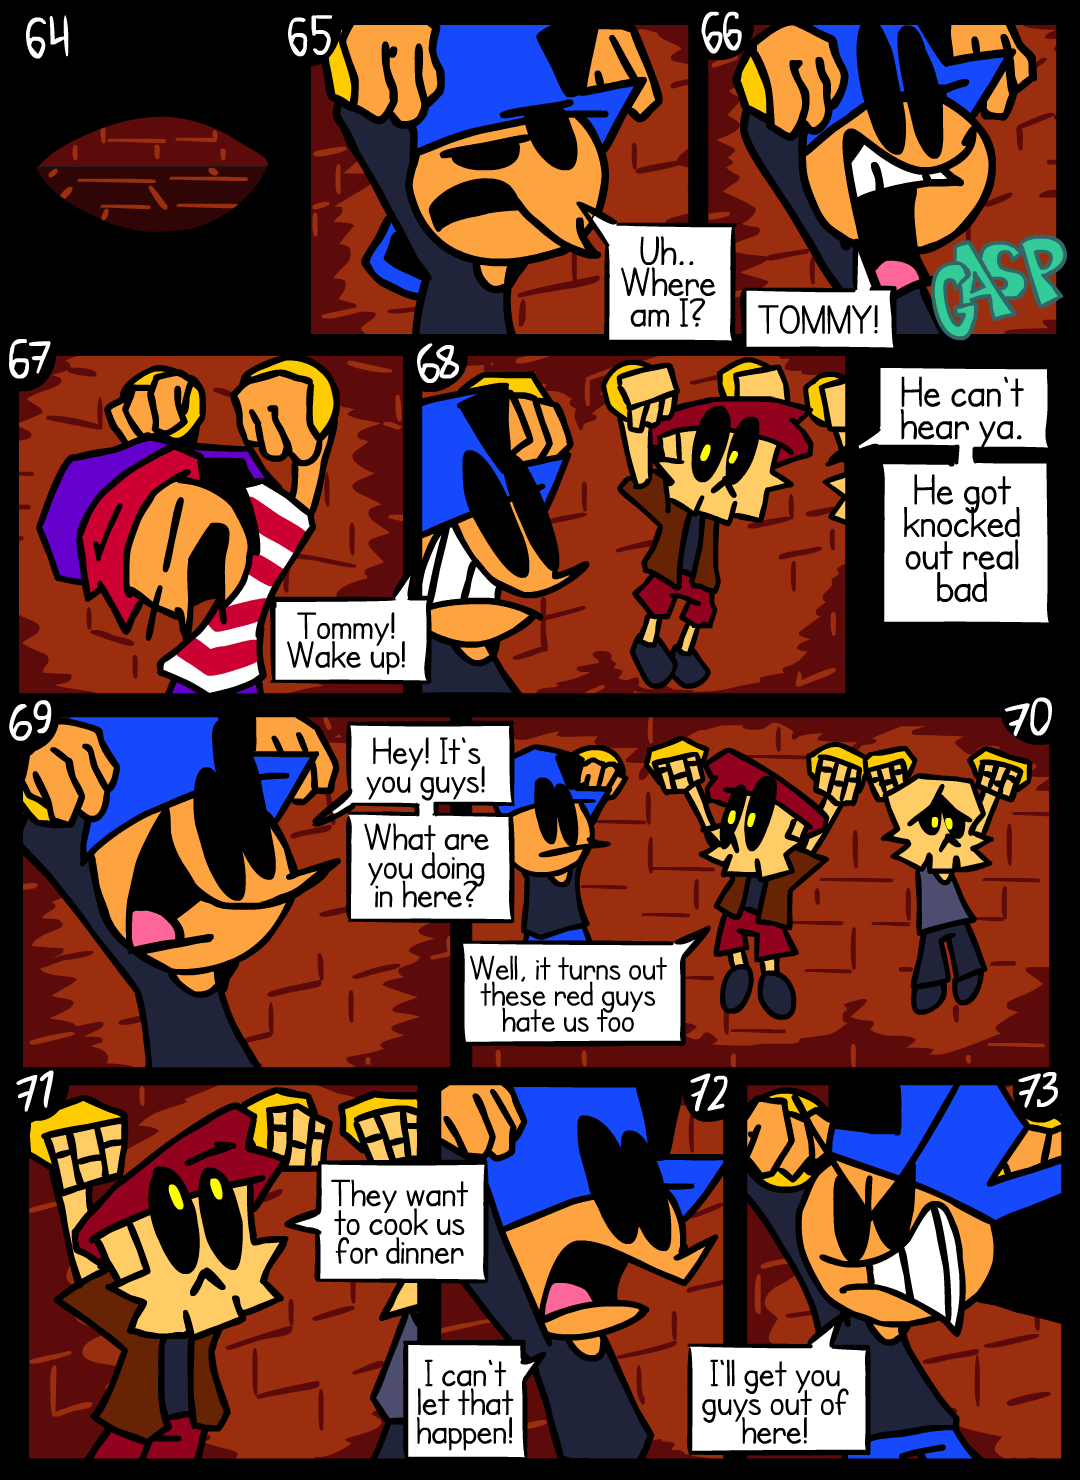 64
65
Uh..
Where
am I?
66
TOMMY!
GASP
67
Tommy!
Wake up!
68
He can't
hear ya.
He got
knocked
out real
bad
69
Hey! It's
you guys!
What are
you doing
in here?
70
Well, it turns out
these red guys
hate us too
71
They want
to cook us
for dinner
72
I can't
let that
happen!
73
I'll get you
guys out of
here!